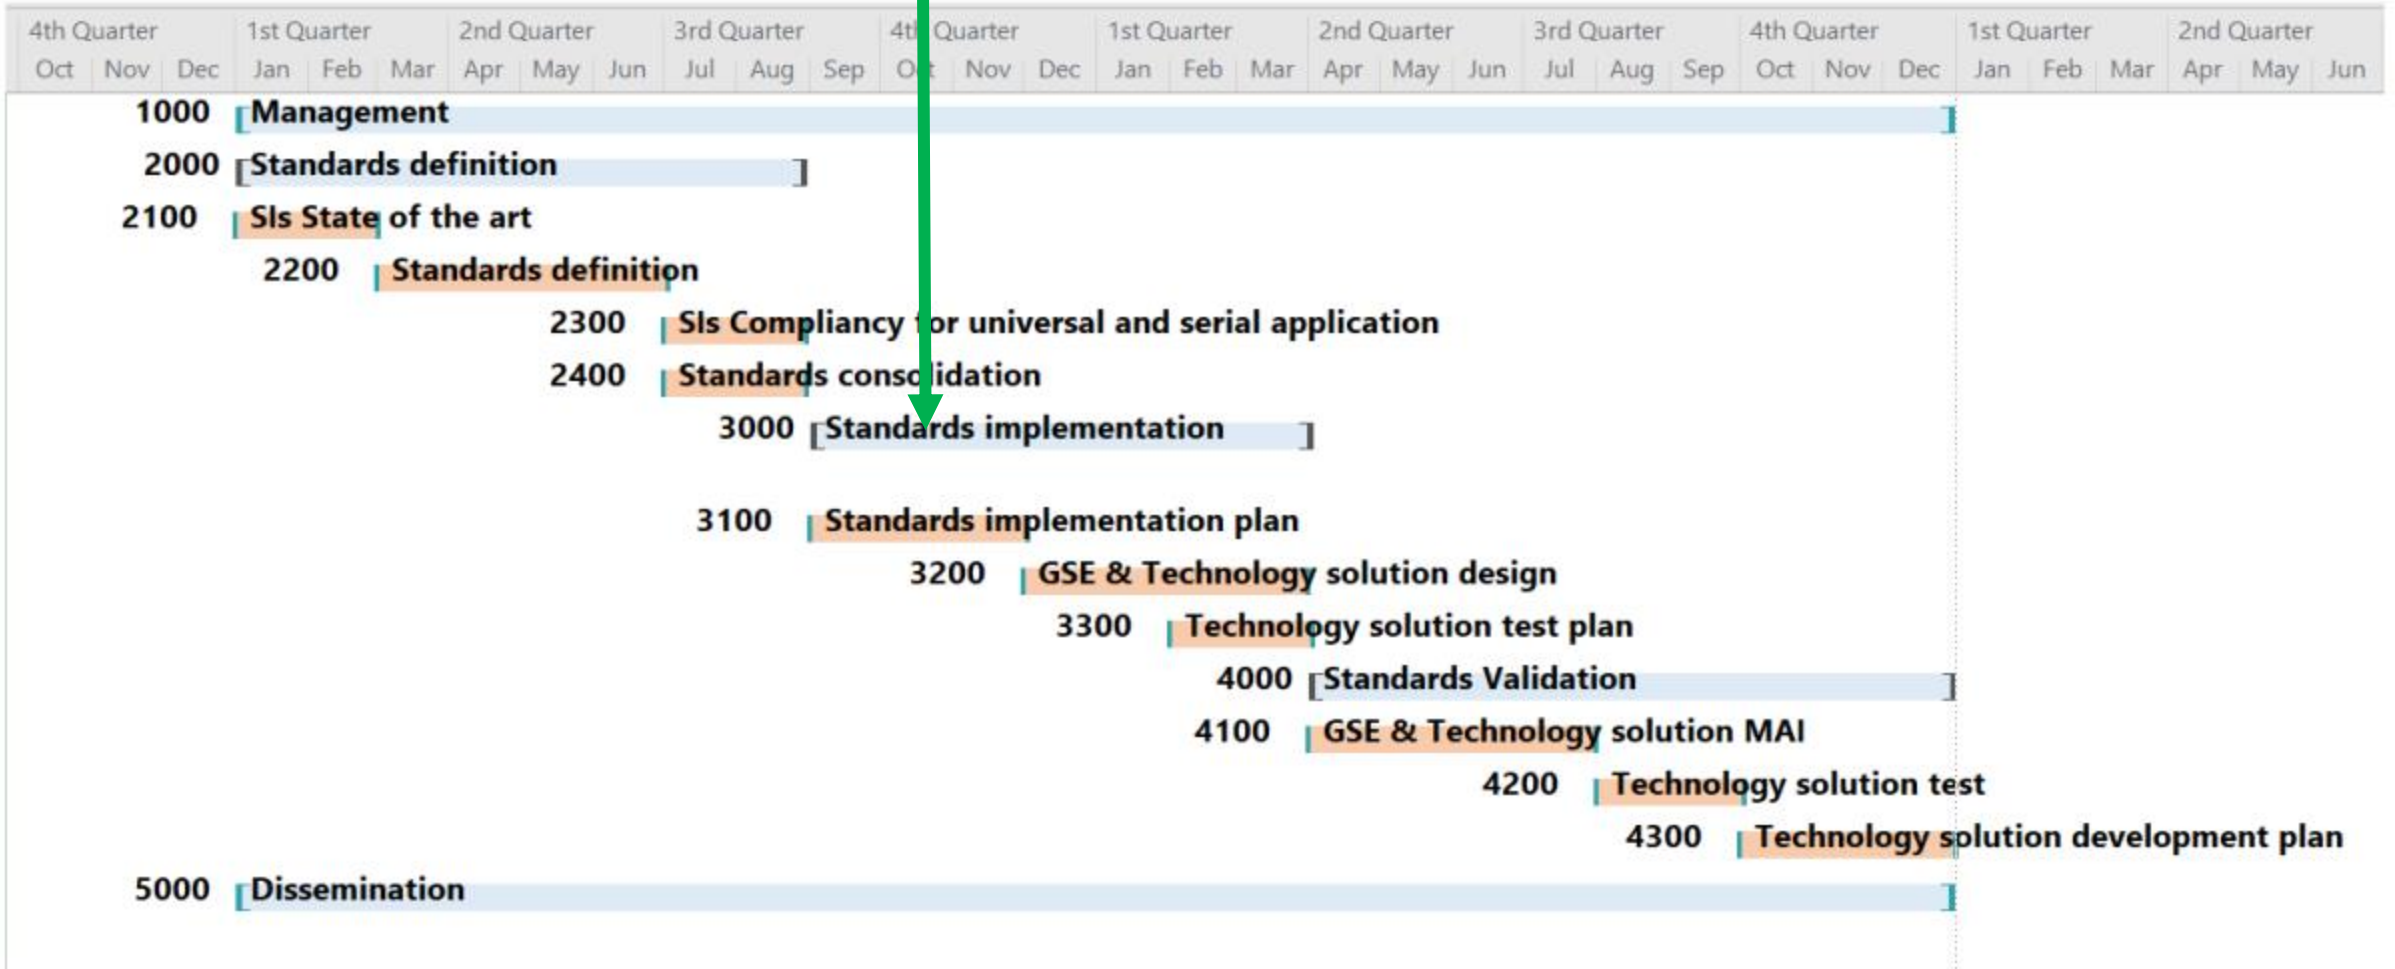 4th Quarter 1st Quarter 2nd Quarter 3rd Quarter 4th Quarter 1st Quarter 2nd Quarter 3rd Quarter 4th Quarter 1st Quarter 2nd Quarter
Oct Nov Dec Jan Feb Mar Apr May Jun Jul Aug Sep Oct Nov Dec Jan Feb Mar Apr May Jun Jul Aug Sep Oct Nov Dec Jan Feb Mar Apr May Jun
1000 Management
2000 Standards definition
2100 SIs State of the art
2200 Standards definition
2300 SIs Compliancy for universal and serial application
2400 Standards consolidation
3000 Standards implementation
3100 Standards implementation plan
3200 GSE & Technology solution design
3300 Technology solution test plan
4000 Standards Validation
4100 GSE & Technology solution MAI
4200 Technology solution test
4300 Technology solution development plan
5000 Dissemination